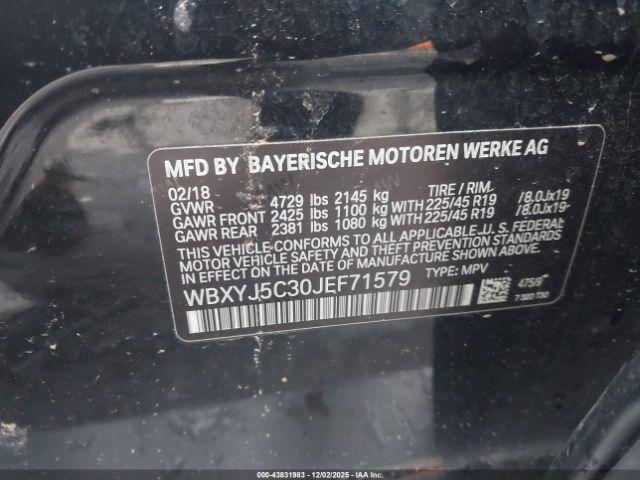 MFD BY BAYERISCHE MOTOREN WERKE AG
02/18 TIRE / RIM
GVWR 4729 lbs 2145 kg
GAWR FRONT 2425 lbs 1100 kg WITH 225/45 R19 /8.0Jx19
GAWR REAR 2381 lbs 1080 kg WITH 225/45 R19 /8.0Jx19
THIS VEHICLE CONFORMS TO ALL APPLICABLE U. S. FEDERAL
MOTOR VEHICLE SAFETY AND THEFT PREVENTION STANDARDS
IN EFFECT ON THE DATE OF MANUFACTURE SHOWN ABOVE.
WBXYJ5C30JEF71579 TYPE: MPV
000-43831983 | 12/02/2025 | iaai.com